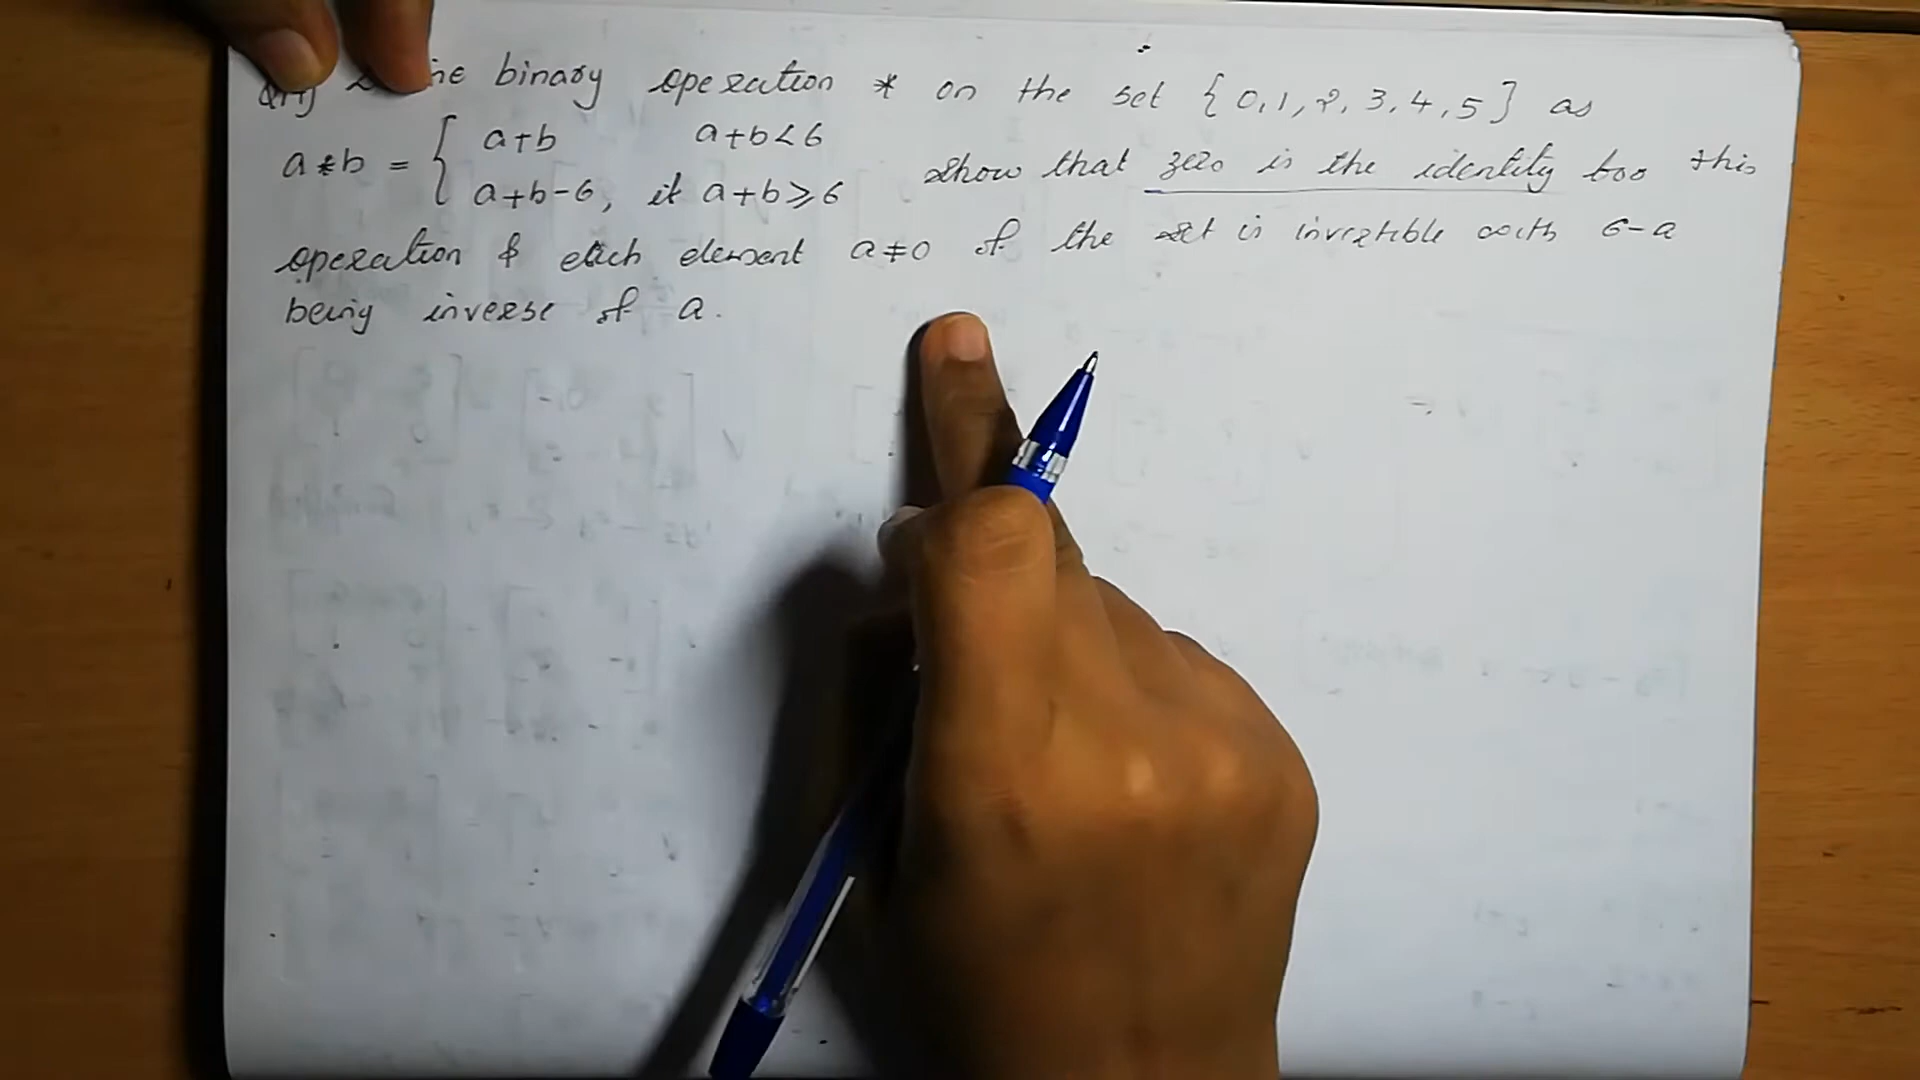 binary operation * on the set {0,1,2,3,4,5} as
a*b = { a+b a+b<6
a+b-6, if a+b≥6 show that zero is the identity for this
operation & each element a≠0 of the set is invertible with 6-a
being inverse of a.